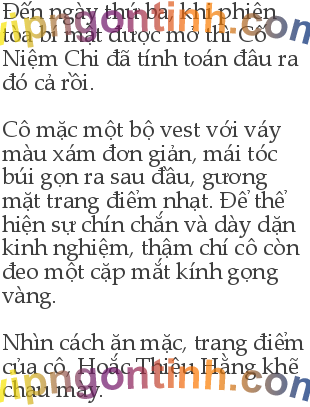 Đến ngày thứ ba, khi phiên
tòa bí mật được mở thì Cố
Niệm Chi đã tính toán đâu ra
đó cả rồi.
Cô mặc một bộ vest với váy
màu xám đơn giản, mái tóc
búi gọn ra sau đầu, gương
mặt trang điểm nhạt. Để thể
hiện sự chín chắn và dày dặn
kinh nghiệm, thậm chí cô còn
đeo một cặp mắt kính gọng
vàng.
Nhìn cách ăn mặc, trang điểm
của cô, Hoắc Thiệu Hằng khẽ
chau mày.
vipngontinh.com
vipngontinh.com